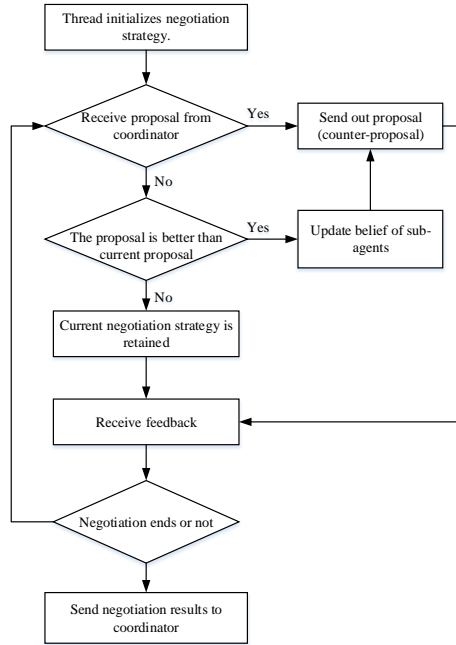 Thread initializes negotiation
strategy.
Receive proposal from
coordinator
Yes
Send out proposal
(counter-proposal)
No
The proposal is better than
current proposal
Yes
Update belief of sub-
agents
No
Current negotiation strategy is
retained
Receive feedback
Negotiation ends or not
Send negotiation results to
coordinator